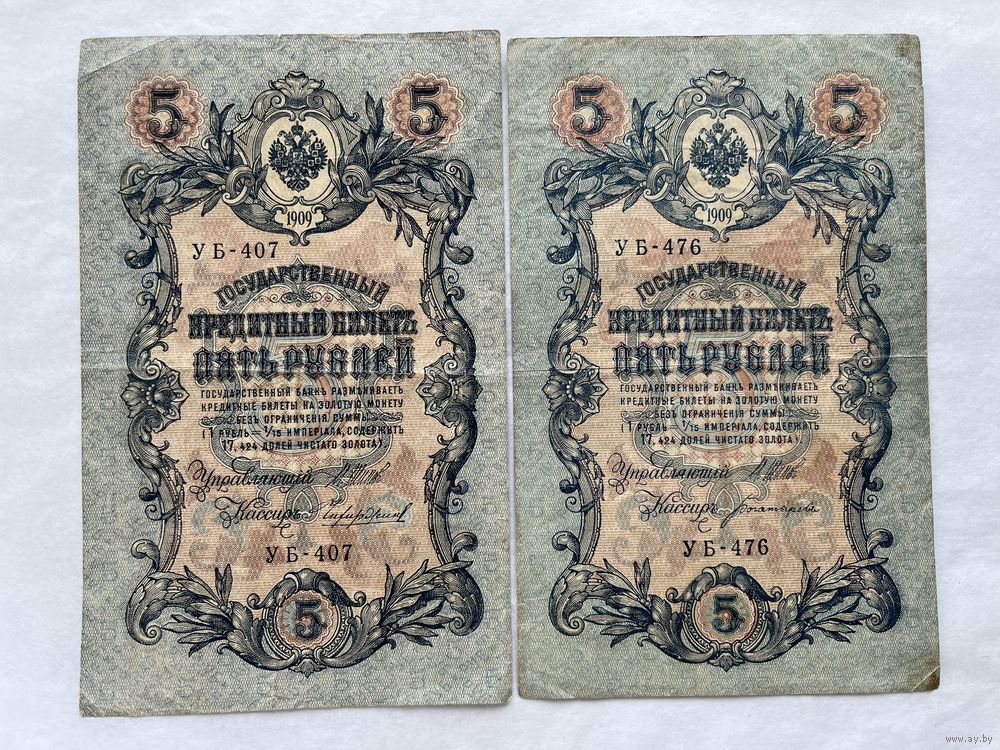 5 5
1909
УБ-407
ГОСУДАРСТВЕННЫЙ
КРЕДИТНЫЙ БИЛЕТЪ
ПЯТЬ РУБЛЕЙ
ГОСУДАРСТВЕННЫЙ БАНКЪ РАЗМѢНИВАЕТЪ
КРЕДИТНЫЕ БИЛЕТЫ НА ЗОЛОТУЮ МОНЕТУ
БЕЗЪ ОГРАНИЧЕНІЯ СУММЫ
(1 РУБЛЬ = 1/15 ИМПЕРІАЛА, СОДЕРЖИТЪ
17,424 ДОЛЕЙ ЧИСТАГО ЗОЛОТА).
Управляющій
Кассиръ
УБ-407
5
5 5
1909
УБ-476
ГОСУДАРСТВЕННЫЙ
КРЕДИТНЫЙ БИЛЕТЪ
ПЯТЬ РУБЛЕЙ
ГОСУДАРСТВЕННЫЙ БАНКЪ РАЗМѢНИВАЕТЪ
КРЕДИТНЫЕ БИЛЕТЫ НА ЗОЛОТУЮ МОНЕТУ
БЕЗЪ ОГРАНИЧЕНІЯ СУММЫ
(1 РУБЛЬ = 1/15 ИМПЕРІАЛА, СОДЕРЖИТЪ
17,424 ДОЛЕЙ ЧИСТАГО ЗОЛОТА).
Управляющій
Кассиръ
УБ-476
5
www.ay.by